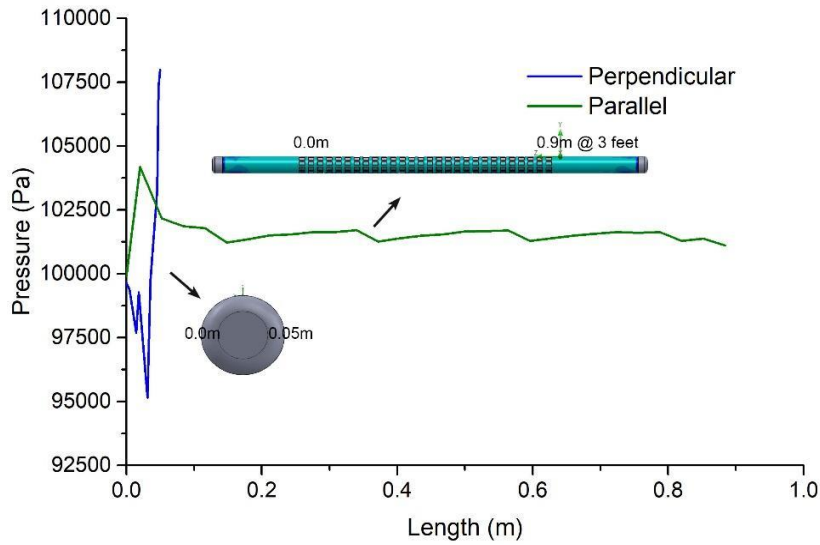 110000
107500
105000
102500
100000
97500
95000
92500
Pressure (Pa)
Perpendicular
Parallel
0.0m
0.9m @ 3 feet
Y
Z
0.0m
0.05m
0.0
0.2
0.4
0.6
0.8
1.0
Length (m)